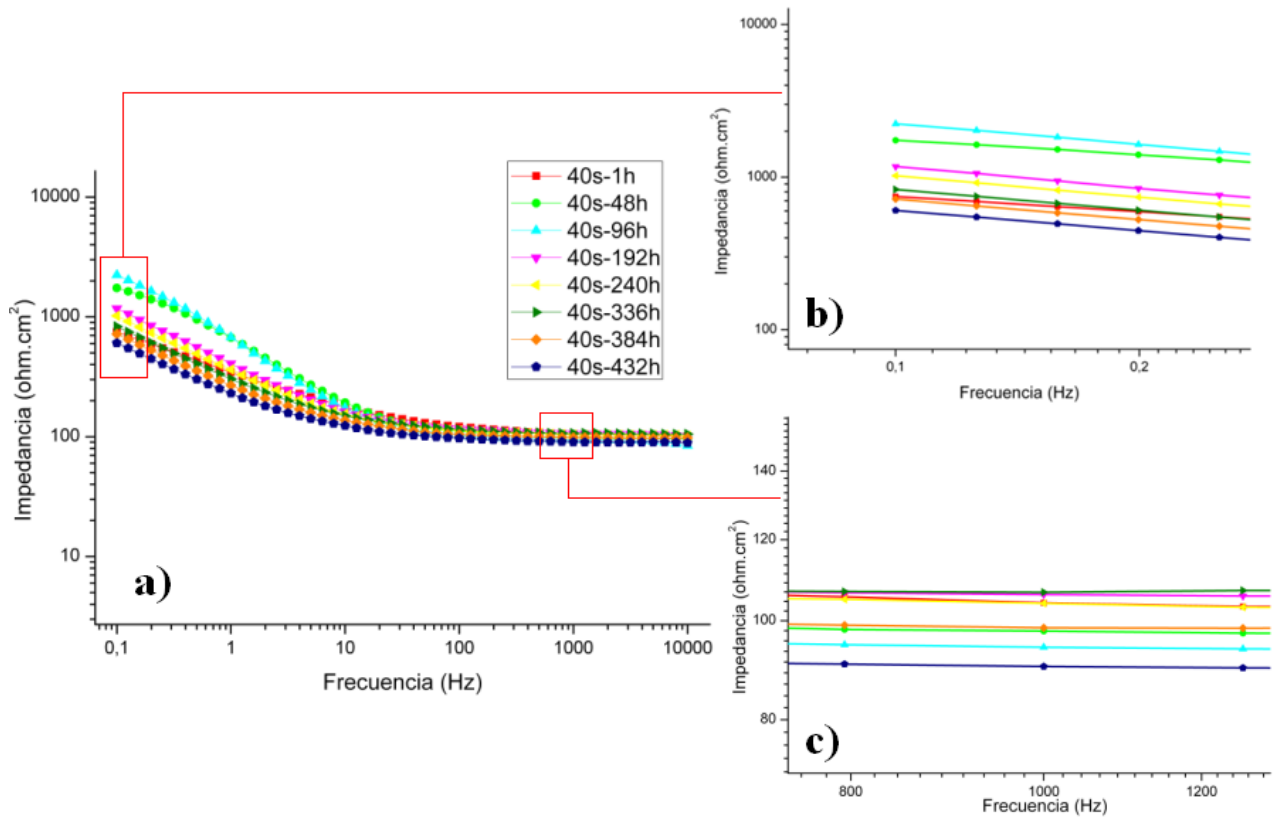 10000
1000
100
10
0,1
1
10
100
1000
10000
Impedancia (ohm.cm²)
Frecuencia (Hz)
a)
40s-1h
40s-48h
40s-96h
40s-192h
40s-240h
40s-336h
40s-384h
40s-432h
10000
1000
100
0,1
0,2
Impedancia (ohm.cm²)
Frecuencia (Hz)
b)
140
120
100
80
800
1000
1200
Impedancia (ohm.cm²)
Frecuencia (Hz)
c)